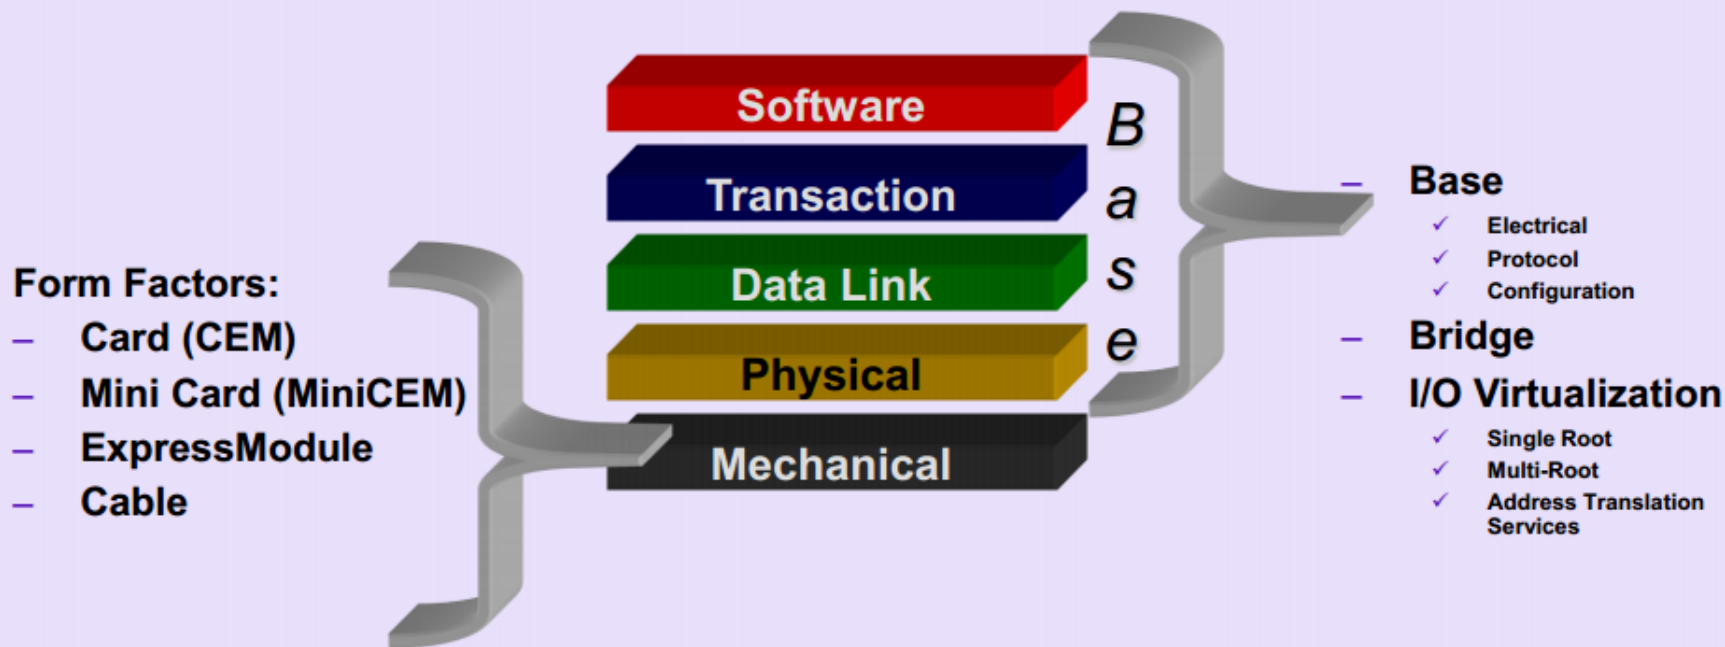 Form Factors:
– Card (CEM)
– Mini Card (MiniCEM)
– ExpressModule
– Cable
Software
Transaction
Data Link
Physical
Mechanical
B
a
s
e
– Base
✓ Electrical
✓ Protocol
✓ Configuration
– Bridge
– I/O Virtualization
✓ Single Root
✓ Multi-Root
✓ Address Translation
Services